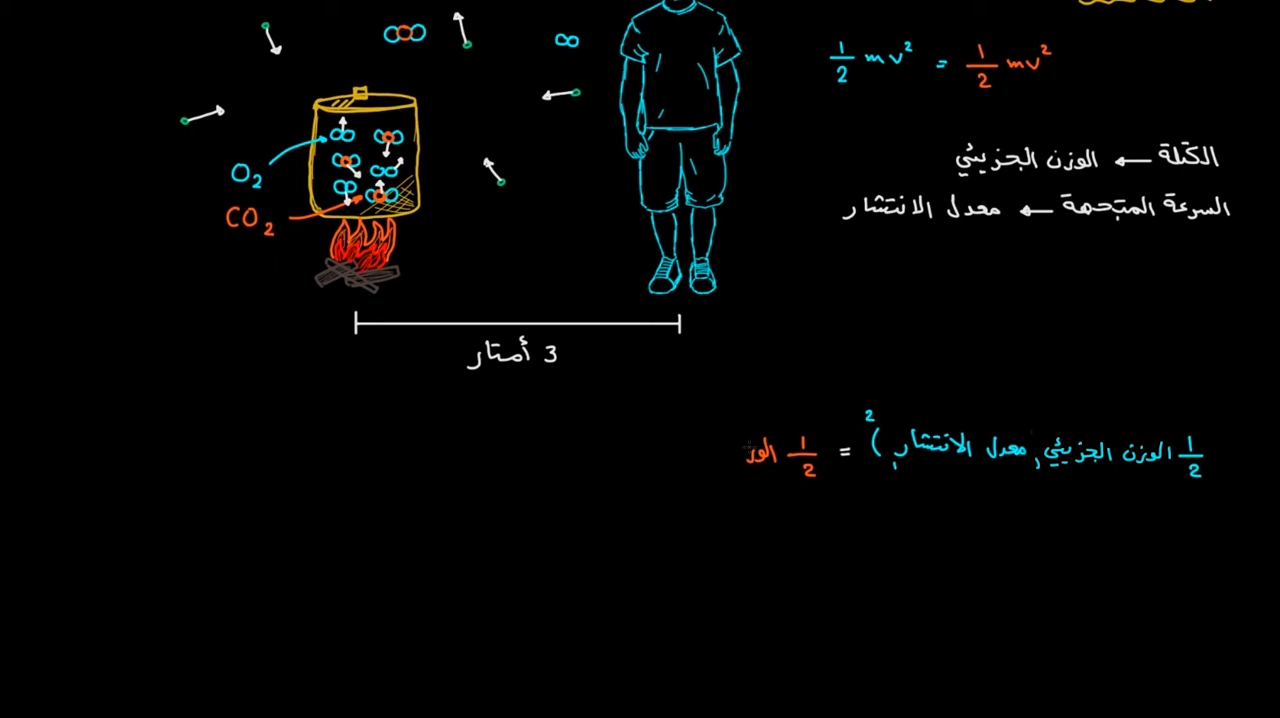 ½ mv² = ½ mv²
الكتلة ← الوزن الجزيئي
السرعة المتجهة ← معدل الانتشار
O₂
CO₂
3 أمتار
½ الوزن الجزيئي (معدل الانتشار)² = ½ الوز